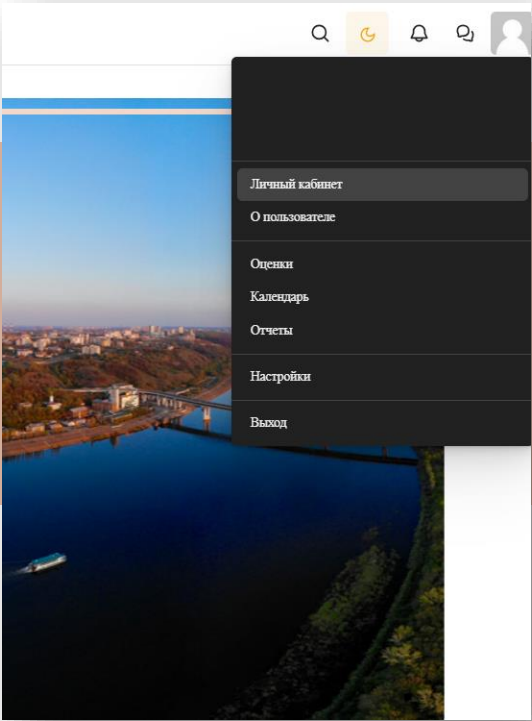 Личный кабинет
О пользователе
Оценки
Календарь
Отчеты
Настройки
Выход